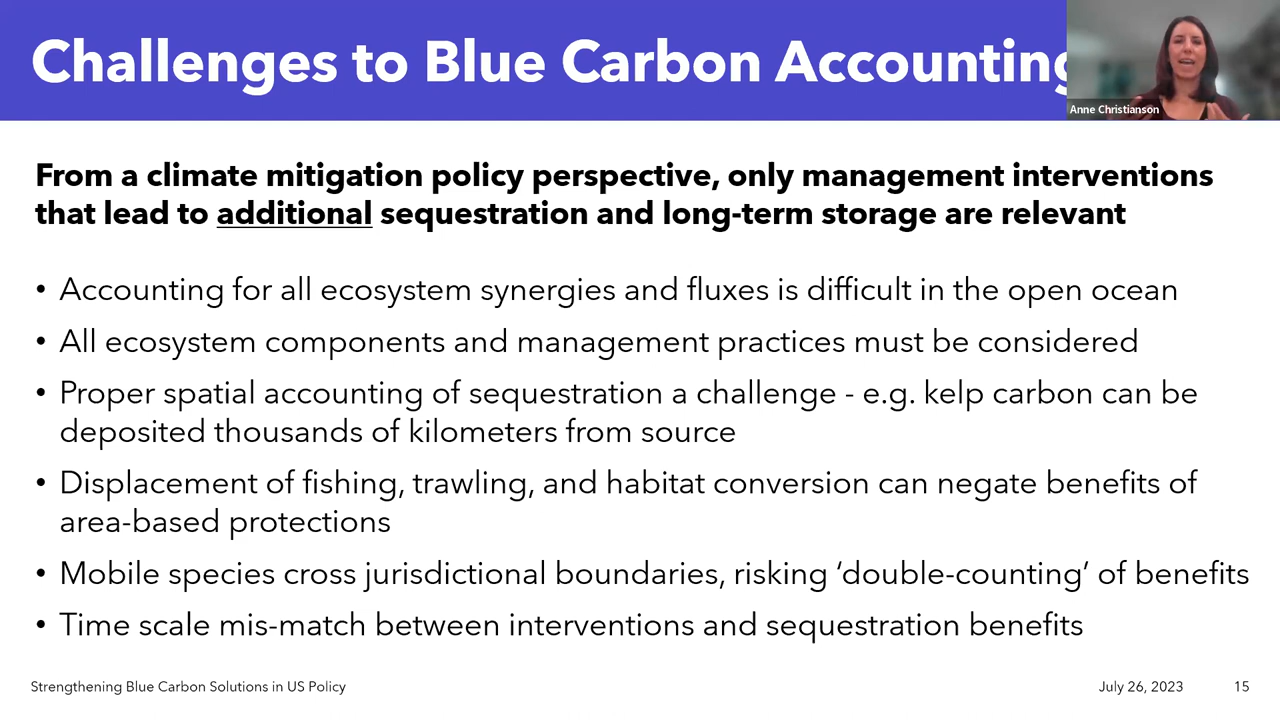 Challenges to Blue Carbon Accounting
Anne Christianson
From a climate mitigation policy perspective, only management interventions
that lead to additional sequestration and long-term storage are relevant
• Accounting for all ecosystem synergies and fluxes is difficult in the open ocean
• All ecosystem components and management practices must be considered
• Proper spatial accounting of sequestration a challenge - e.g. kelp carbon can be
deposited thousands of kilometers from source
• Displacement of fishing, trawling, and habitat conversion can negate benefits of
area-based protections
• Mobile species cross jurisdictional boundaries, risking ‘double-counting’ of benefits
• Time scale mis-match between interventions and sequestration benefits
Strengthening Blue Carbon Solutions in US Policy
July 26, 2023
15